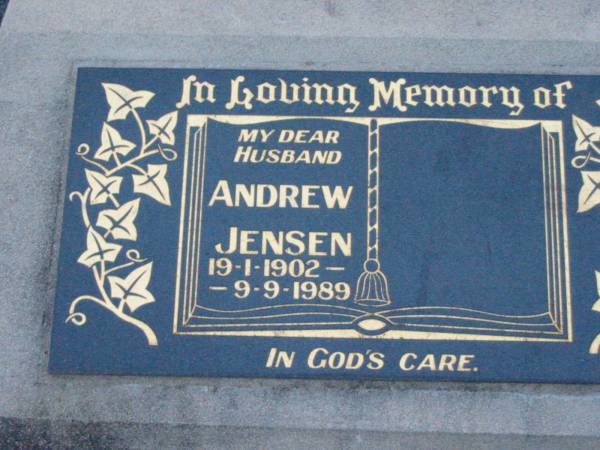 In Loving Memory of
MY DEAR
HUSBAND
ANDREW
JENSEN
19-1-1902 —
— 9-9-1989
IN GOD'S CARE.